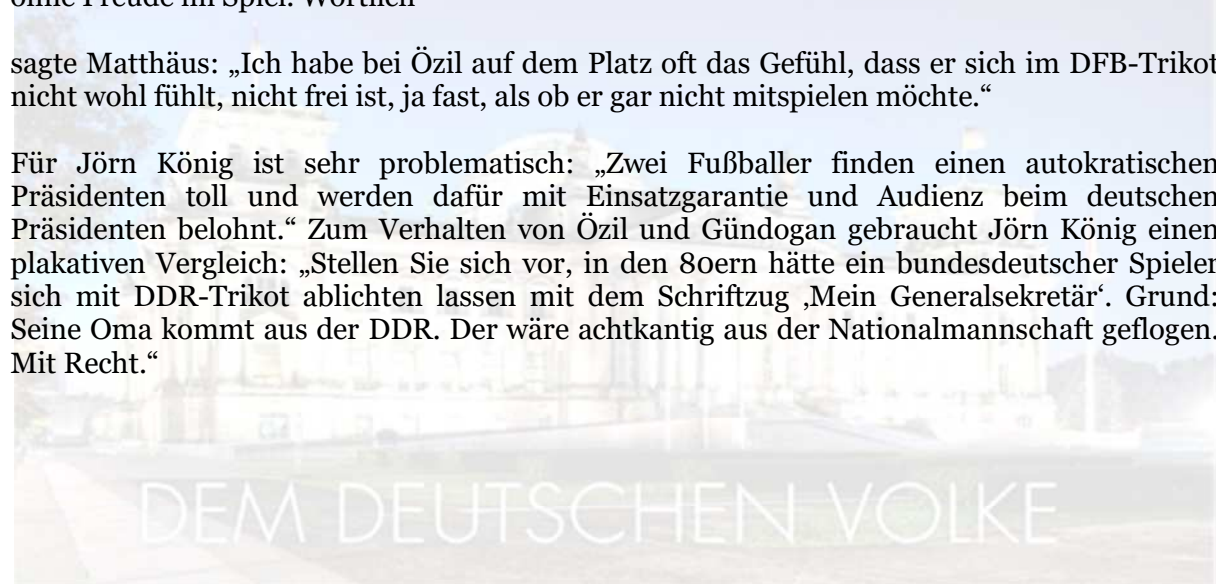 ohne Freude im Spiel. Wörtlich
sagte Matthäus: „Ich habe bei Özil auf dem Platz oft das Gefühl, dass er sich im DFB-Trikot
nicht wohl fühlt, nicht frei ist, ja fast, als ob er gar nicht mitspielen möchte.“
Für Jörn König ist sehr problematisch: „Zwei Fußballer finden einen autokratischen
Präsidenten toll und werden dafür mit Einsatzgarantie und Audienz beim deutschen
Präsidenten belohnt.“ Zum Verhalten von Özil und Gündogan gebraucht Jörn König einen
plakativen Vergleich: „Stellen Sie sich vor, in den 80ern hätte ein bundesdeutscher Spieler
sich mit DDR-Trikot ablichten lassen mit dem Schriftzug ‚Mein Generalsekretär‘. Grund:
Seine Oma kommt aus der DDR. Der wäre achtkantig aus der Nationalmannschaft geflogen.
Mit Recht.“
DEM DEUTSCHEN VOLKE